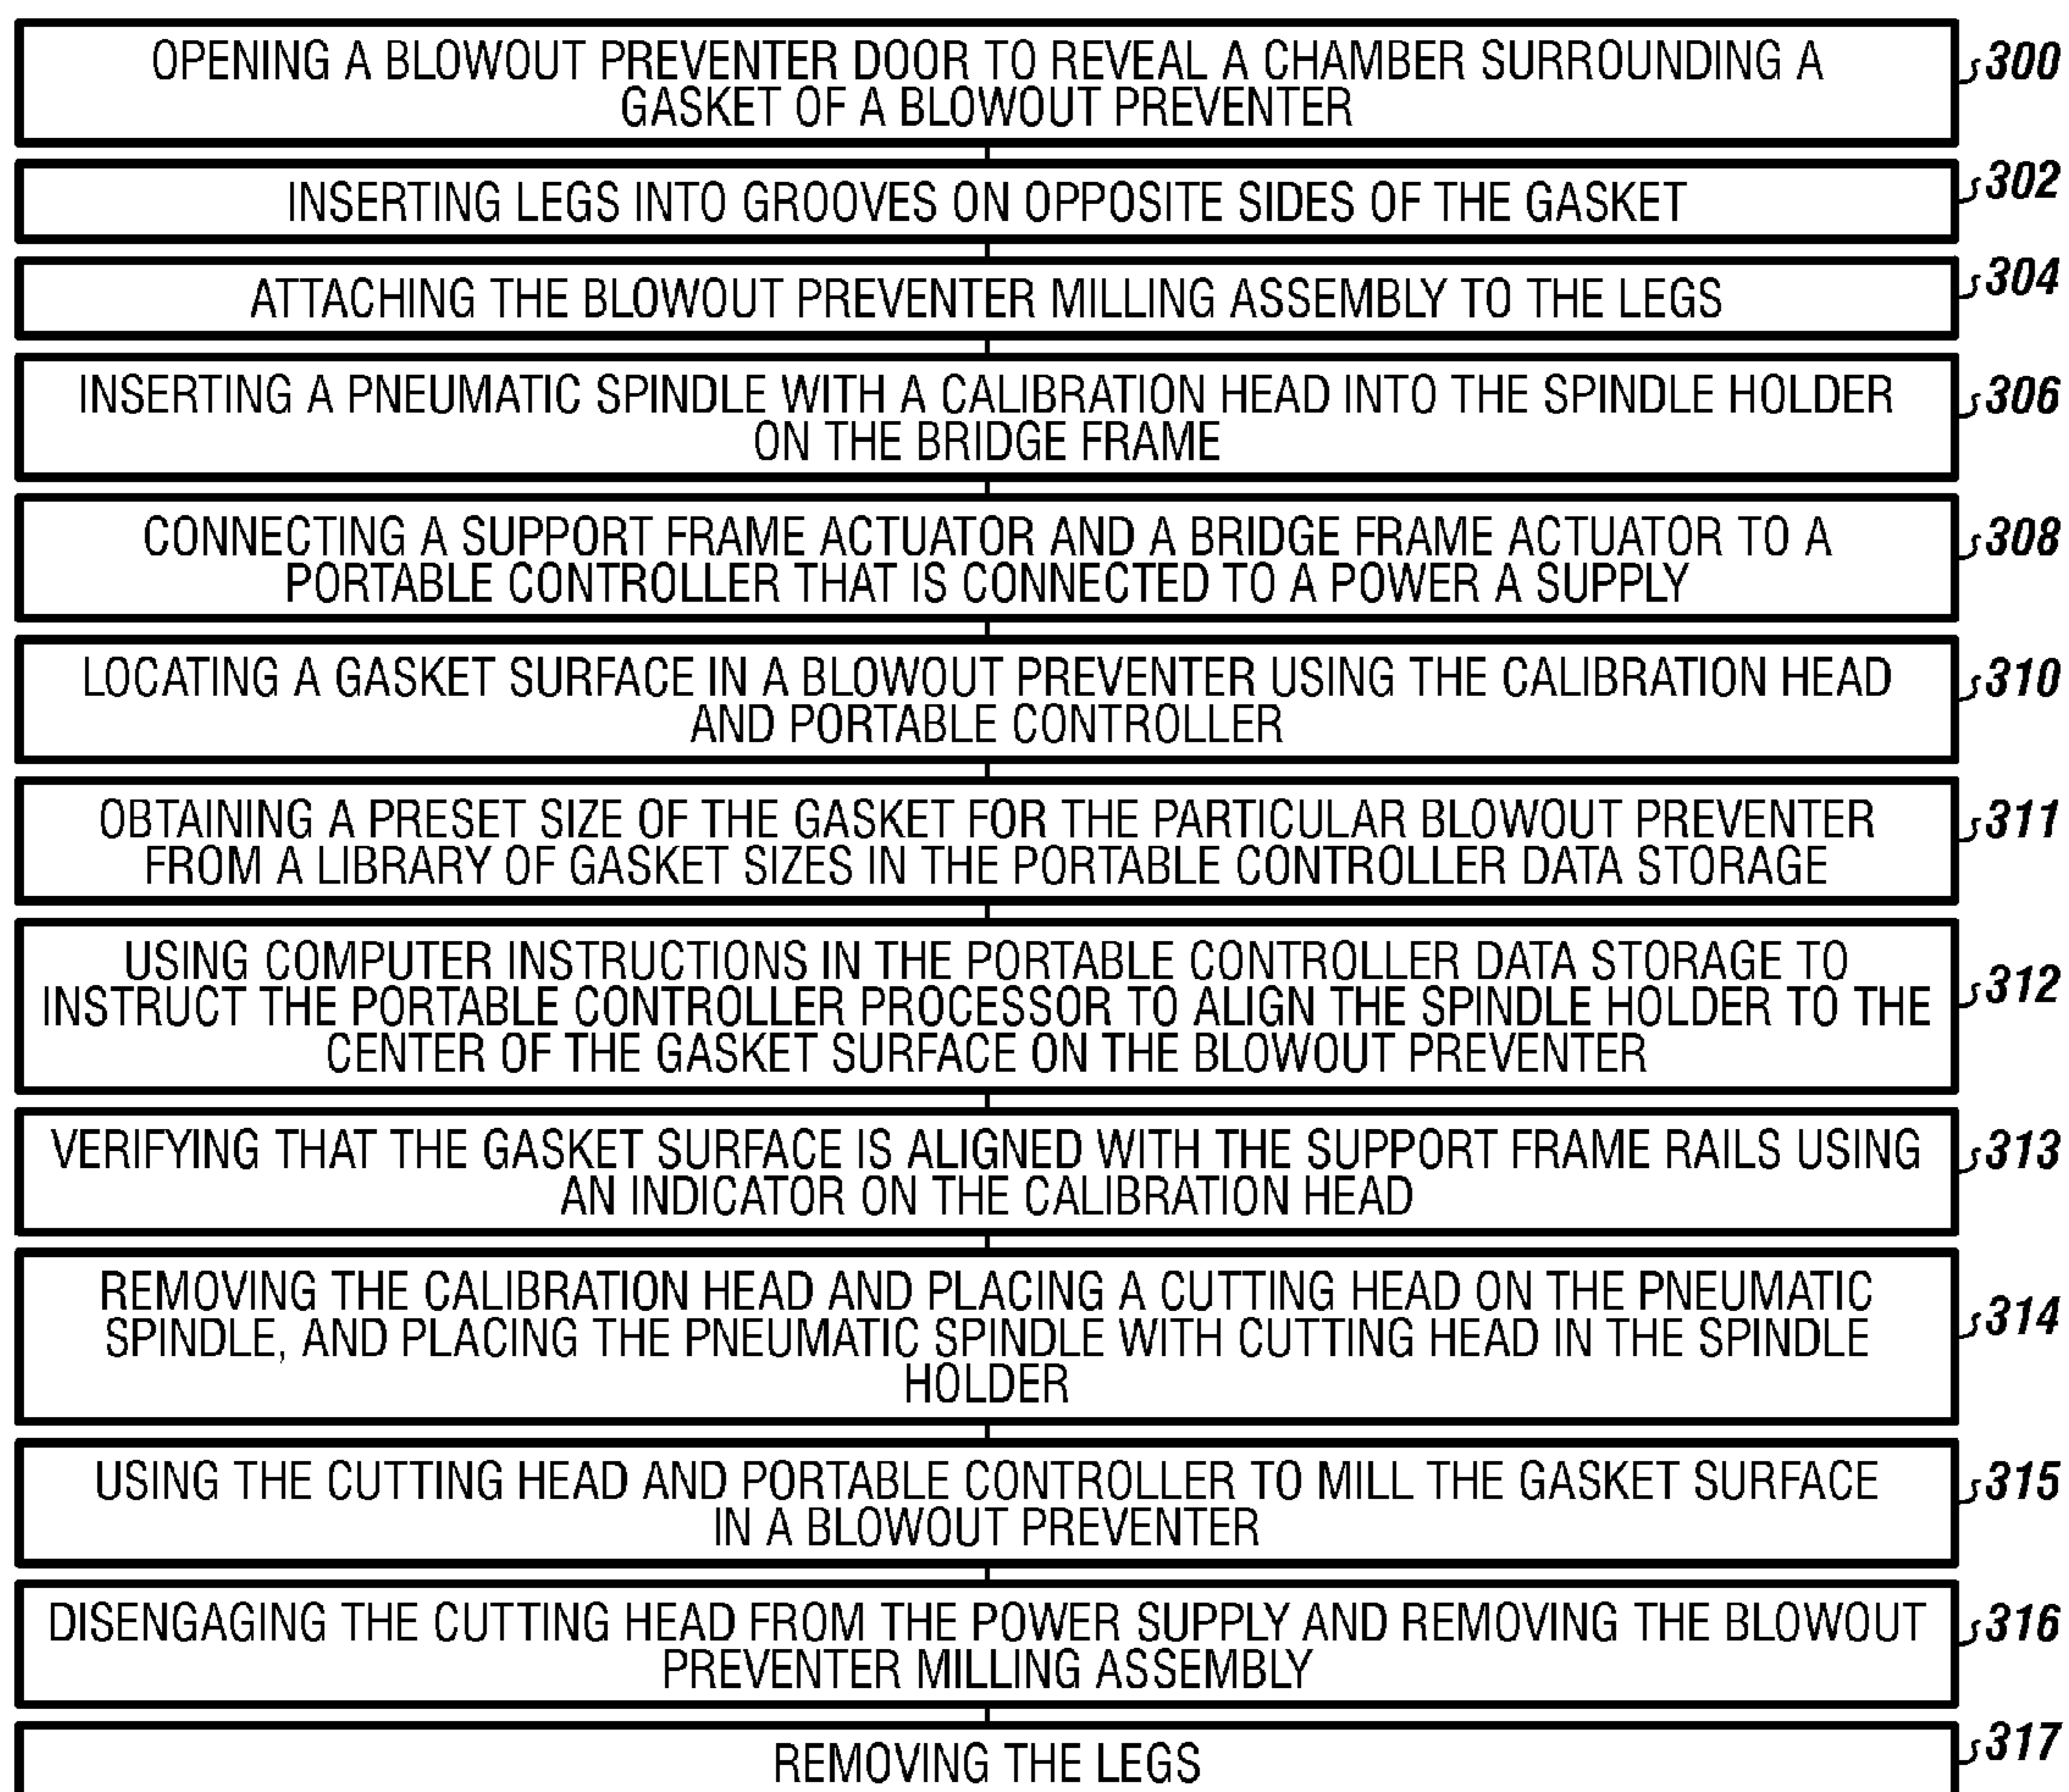 OPENING A BLOWOUT PREVENTER DOOR TO REVEAL A CHAMBER SURROUNDING A
GASKET OF A BLOWOUT PREVENTER
300
INSERTING LEGS INTO GROOVES ON OPPOSITE SIDES OF THE GASKET
302
ATTACHING THE BLOWOUT PREVENTER MILLING ASSEMBLY TO THE LEGS
304
INSERTING A PNEUMATIC SPINDLE WITH A CALIBRATION HEAD INTO THE SPINDLE HOLDER
ON THE BRIDGE FRAME
306
CONNECTING A SUPPORT FRAME ACTUATOR AND A BRIDGE FRAME ACTUATOR TO A
PORTABLE CONTROLLER THAT IS CONNECTED TO A POWER A SUPPLY
308
LOCATING A GASKET SURFACE IN A BLOWOUT PREVENTER USING THE CALIBRATION HEAD
AND PORTABLE CONTROLLER
310
OBTAINING A PRESET SIZE OF THE GASKET FOR THE PARTICULAR BLOWOUT PREVENTER
FROM A LIBRARY OF GASKET SIZES IN THE PORTABLE CONTROLLER DATA STORAGE
311
USING COMPUTER INSTRUCTIONS IN THE PORTABLE CONTROLLER DATA STORAGE TO
INSTRUCT THE PORTABLE CONTROLLER PROCESSOR TO ALIGN THE SPINDLE HOLDER TO THE
CENTER OF THE GASKET SURFACE ON THE BLOWOUT PREVENTER
312
VERIFYING THAT THE GASKET SURFACE IS ALIGNED WITH THE SUPPORT FRAME RAILS USING
AN INDICATOR ON THE CALIBRATION HEAD
313
REMOVING THE CALIBRATION HEAD AND PLACING A CUTTING HEAD ON THE PNEUMATIC
SPINDLE, AND PLACING THE PNEUMATIC SPINDLE WITH CUTTING HEAD IN THE SPINDLE
HOLDER
314
USING THE CUTTING HEAD AND PORTABLE CONTROLLER TO MILL THE GASKET SURFACE
IN A BLOWOUT PREVENTER
315
DISENGAGING THE CUTTING HEAD FROM THE POWER SUPPLY AND REMOVING THE BLOWOUT
PREVENTER MILLING ASSEMBLY
316
REMOVING THE LEGS
317